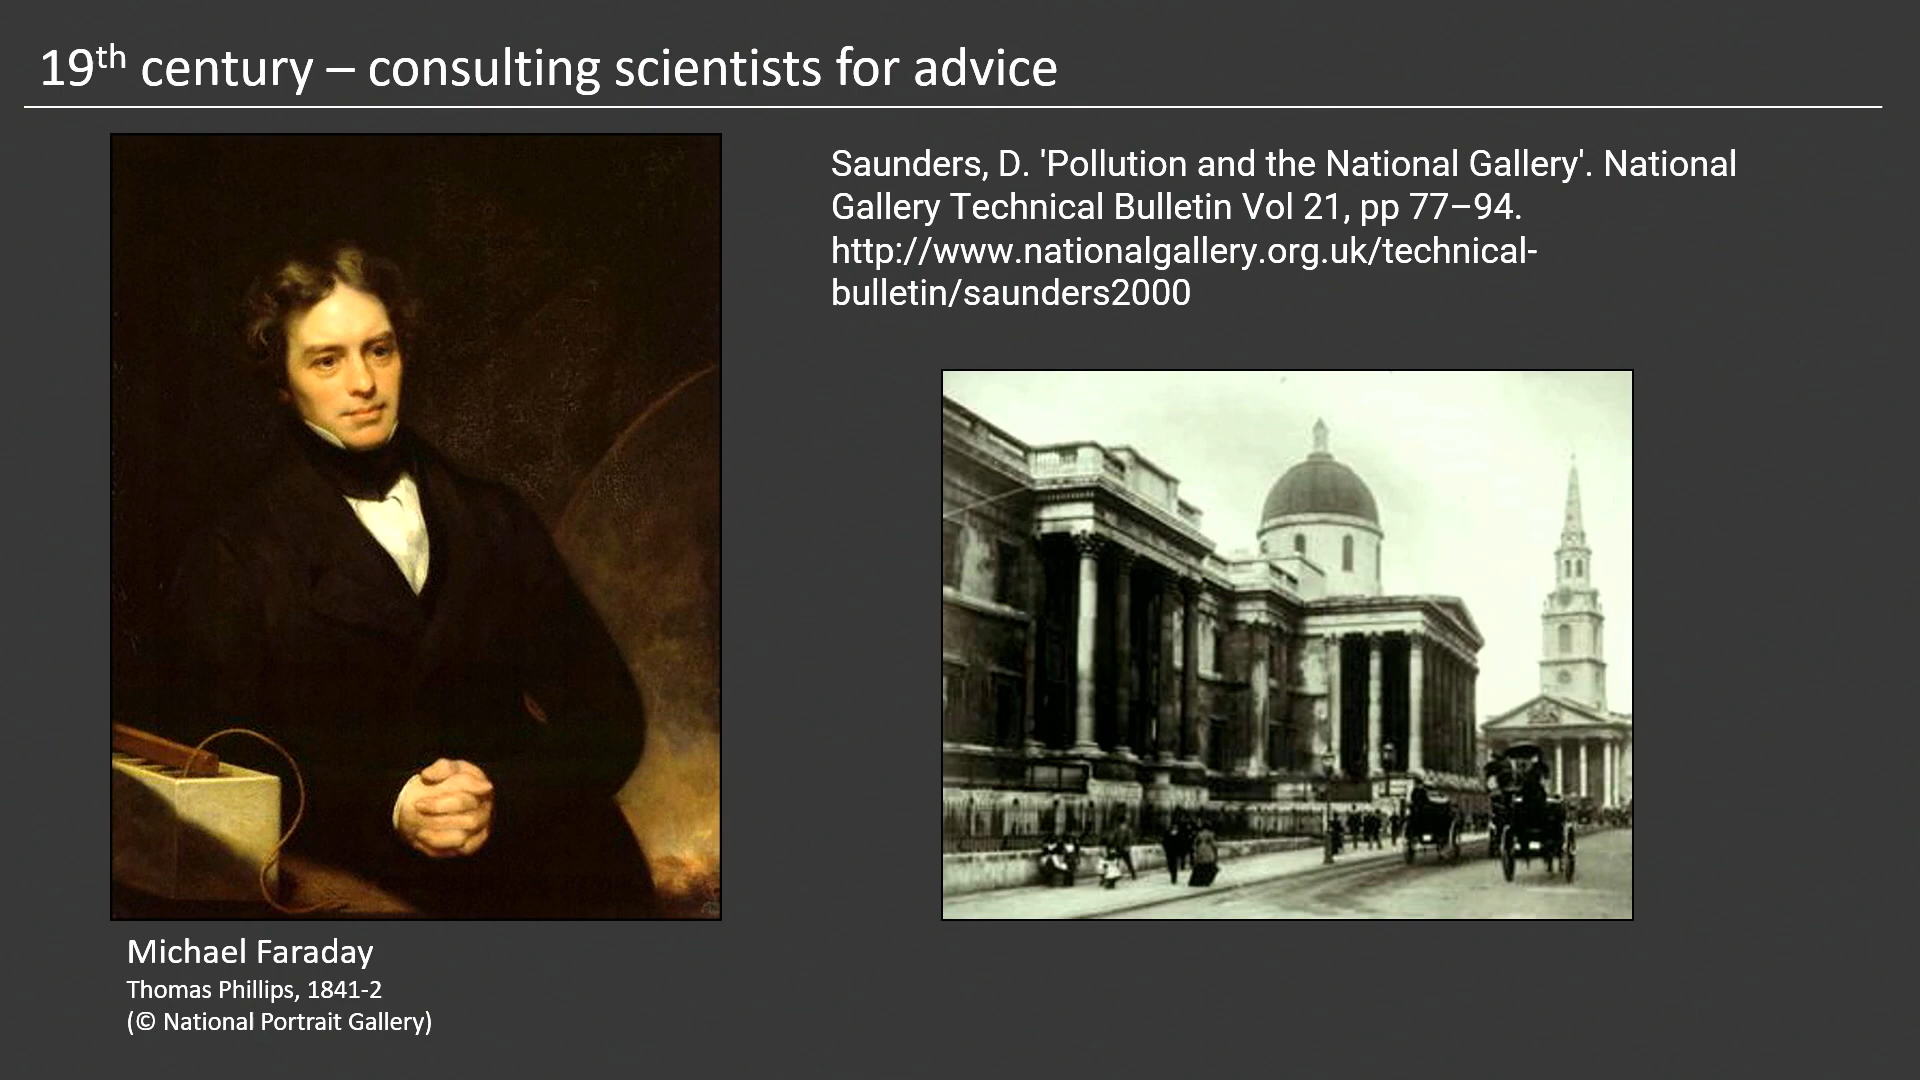 19th century – consulting scientists for advice
Saunders, D. 'Pollution and the National Gallery'. National
Gallery Technical Bulletin Vol 21, pp 77–94.
http://www.nationalgallery.org.uk/technical-
bulletin/saunders2000
Michael Faraday
Thomas Phillips, 1841-2
(© National Portrait Gallery)